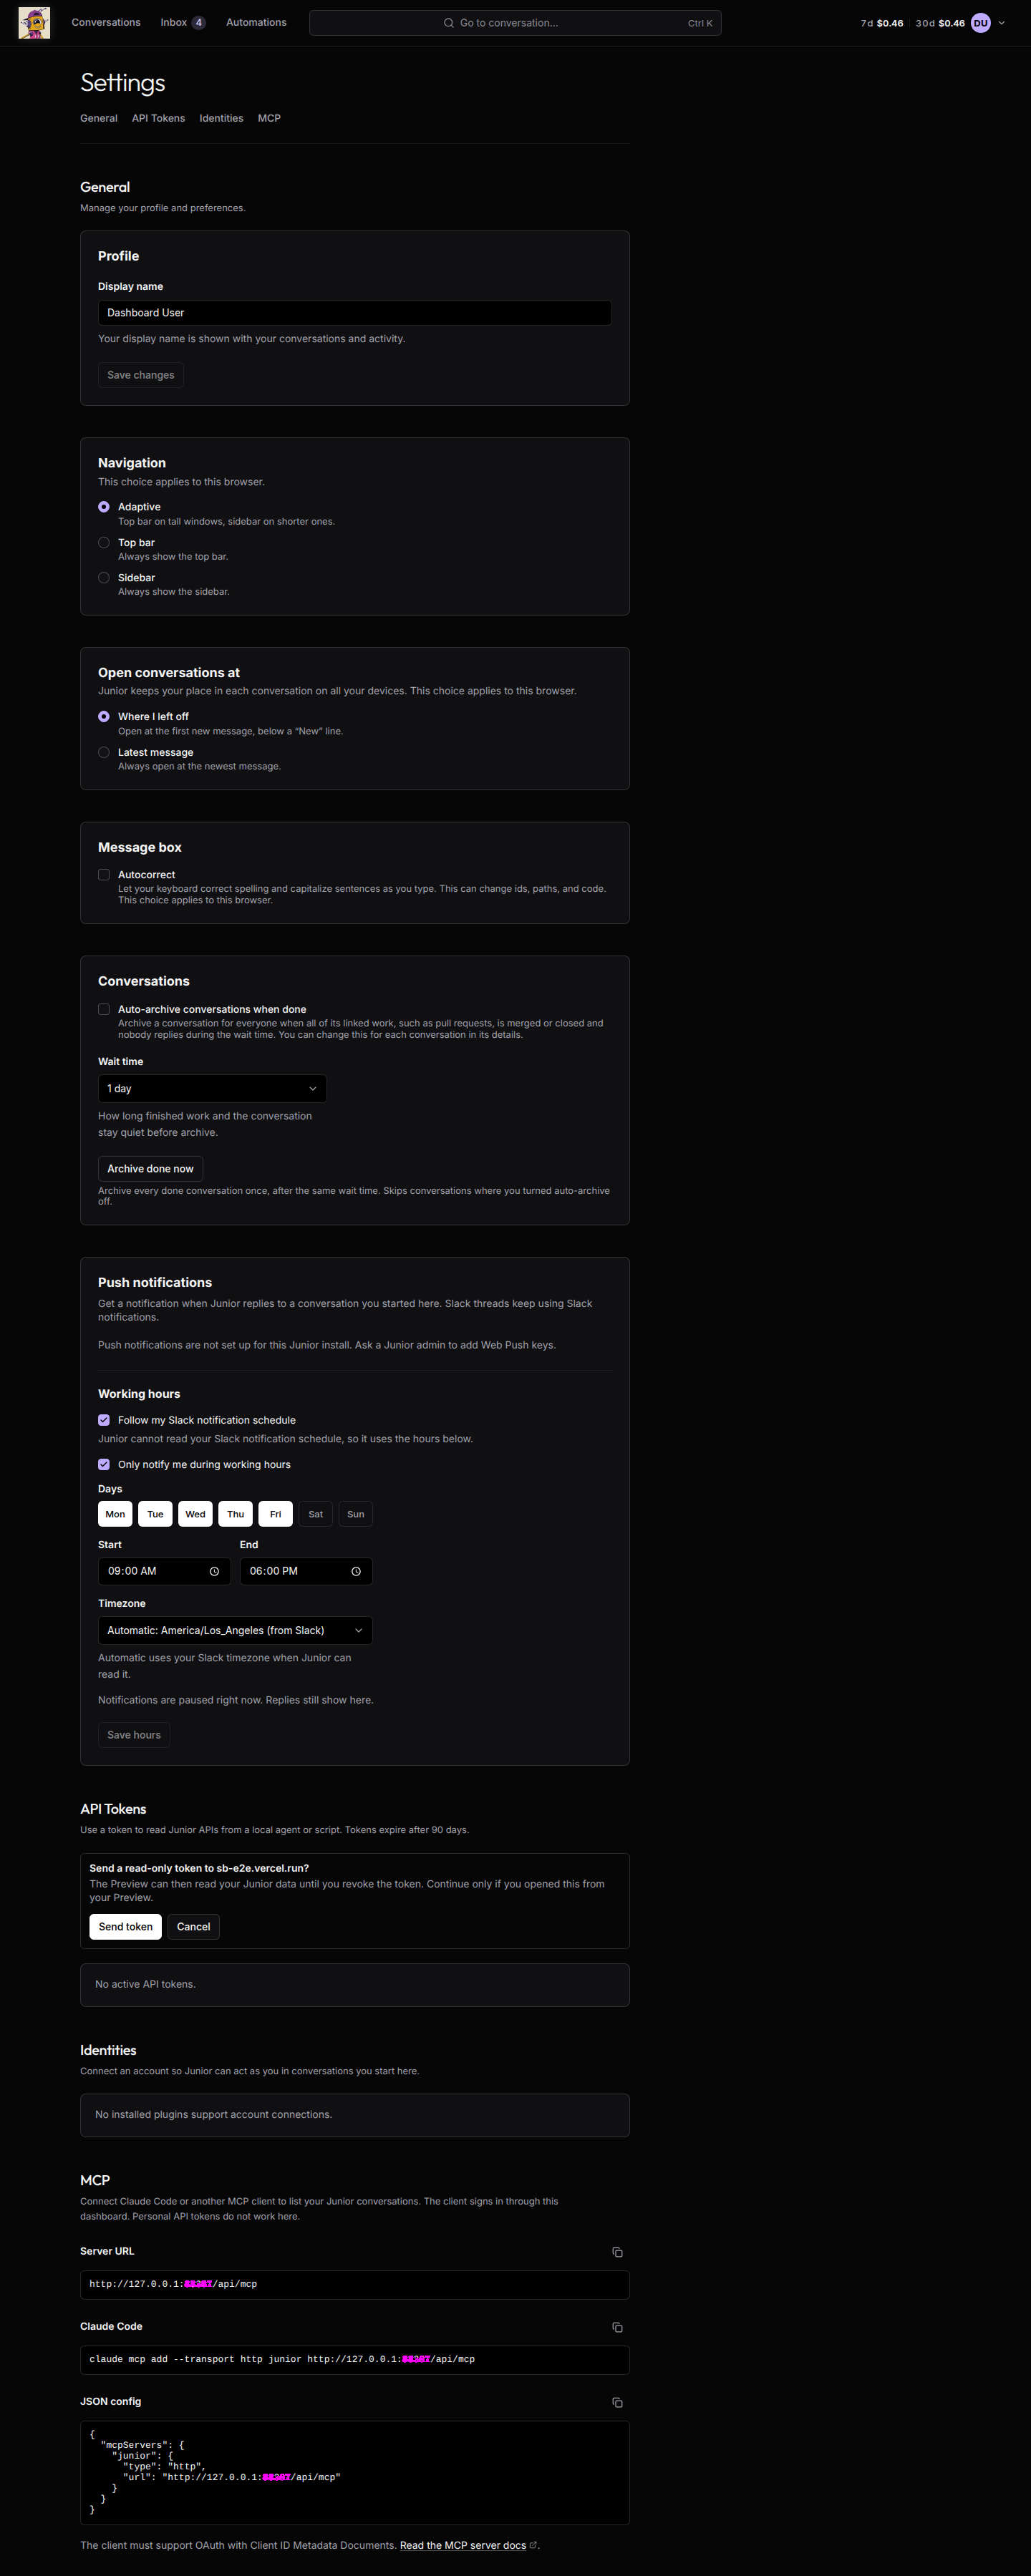 Conversations Inbox 4 Automations Go to conversation... Ctrl K 7d $0.46 30d $0.46 DU
Settings
General API Tokens Identities MCP
General
Manage your profile and preferences.
Profile
Display name
Dashboard User
Your display name is shown with your conversations and activity.
Save changes
Navigation
This choice applies to this browser.
Adaptive
Top bar on tall windows, sidebar on shorter ones.
Top bar
Always show the top bar.
Sidebar
Always show the sidebar.
Open conversations at
Junior keeps your place in each conversation on all your devices. This choice applies to this browser.
Where I left off
Open at the first new message, below a “New” line.
Latest message
Always open at the newest message.
Message box
Autocorrect
Let your keyboard correct spelling and capitalize sentences as you type. This can change ids, paths, and code.
This choice applies to this browser.
Conversations
Auto-archive conversations when done
Archive a conversation for everyone when all of its linked work, such as pull requests, is merged or closed and
nobody replies during the wait time. You can change this for each conversation in its details.
Wait time
1 day
How long finished work and the conversation
stay quiet before archive.
Archive done now
Archive every done conversation once, after the same wait time. Skips conversations where you turned auto-archive
off.
Push notifications
Get a notification when Junior replies to a conversation you started here. Slack threads keep using Slack
notifications.
Push notifications are not set up for this Junior install. Ask a Junior admin to add Web Push keys.
Working hours
Follow my Slack notification schedule
Junior cannot read your Slack notification schedule, so it uses the hours below.
Only notify me during working hours
Days
Mon Tue Wed Thu Fri Sat Sun
Start End
09:00 AM 06:00 PM
Timezone
Automatic: America/Los_Angeles (from Slack)
Automatic uses your Slack timezone when Junior can
read it.
Notifications are paused right now. Replies still show here.
Save hours
API Tokens
Use a token to read Junior APIs from a local agent or script. Tokens expire after 90 days.
Send a read-only token to sb-e2e.vercel.run?
The Preview can then read your Junior data until you revoke the token. Continue only if you opened this from
your Preview.
Send token Cancel
No active API tokens.
Identities
Connect an account so Junior can act as you in conversations you start here.
No installed plugins support account connections.
MCP
Connect Claude Code or another MCP client to list your Junior conversations. The client signs in through this
dashboard. Personal API tokens do not work here.
Server URL
http://127.0.0.1: /api/mcp
Claude Code
claude mcp add --transport http junior http://127.0.0.1: /api/mcp
JSON config
{
"mcpServers": {
"junior": {
"type": "http",
"url": "http://127.0.0.1: /api/mcp"
}
}
}
The client must support OAuth with Client ID Metadata Documents. Read the MCP server docs .